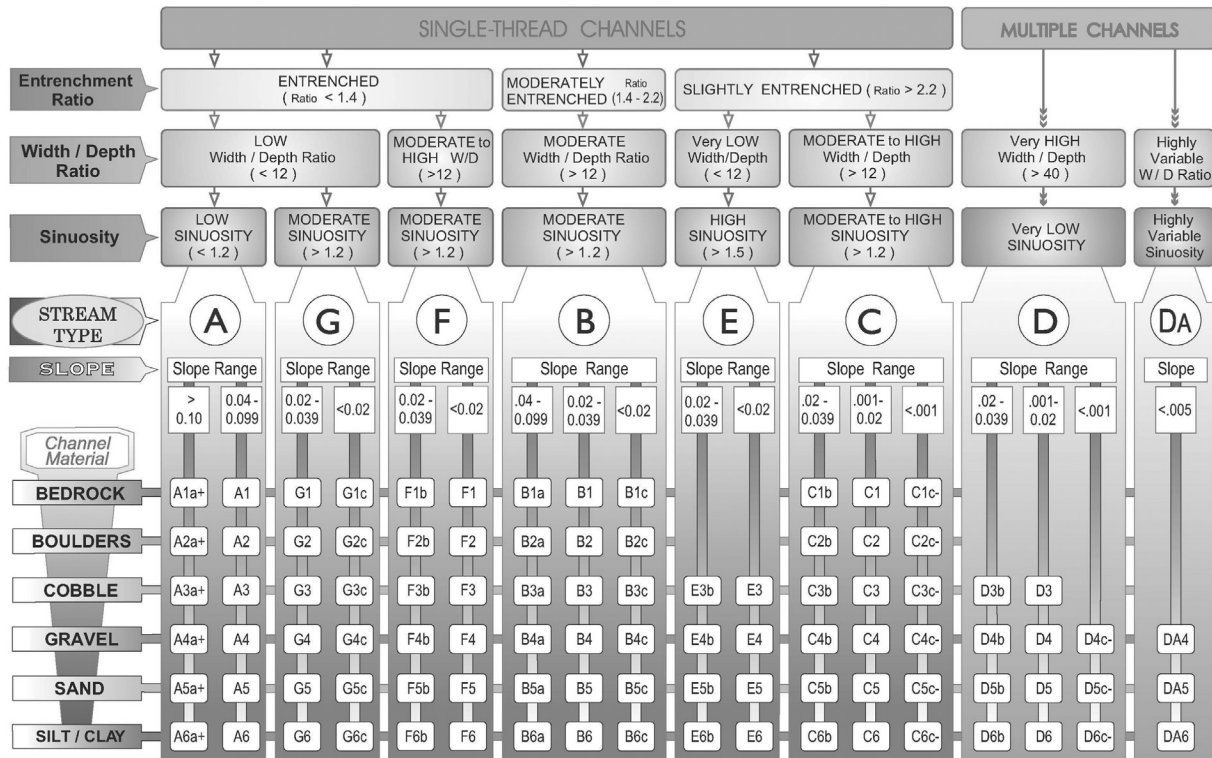 SINGLE-THREAD CHANNELS
MULTIPLE CHANNELS
Entrenchment
Ratio
ENTRENCHED
( Ratio < 1.4 )
MODERATELY Ratio
ENTRENCHED (1.4 - 2.2)
SLIGHTLY ENTRENCHED ( Ratio > 2.2 )
Width / Depth
Ratio
LOW
Width / Depth Ratio
( < 12 )
MODERATE to
HIGH W/D
( >12 )
MODERATE
Width / Depth Ratio
( >12 )
Very LOW
Width/Depth
( <12 )
MODERATE to HIGH
Width / Depth
( >12 )
Very HIGH
Width / Depth
( > 40 )
Highly
Variable
W / D Ratio
Sinuosity
LOW
SINUOSITY
( < 1.2 )
MODERATE
SINUOSITY
( > 1.2 )
MODERATE
SINUOSITY
( > 1.2 )
MODERATE
SINUOSITY
( > 1.2 )
HIGH
SINUOSITY
( > 1.5 )
MODERATE to HIGH
SINUOSITY
( > 1.2 )
Very LOW
SINUOSITY
Highly
Variable
Sinuosity
STREAM
TYPE
A G F B E C D DA
SLOPE
Slope Range Slope Range Slope Range Slope Range Slope Range Slope Range Slope Range Slope
>
0.10
0.04 -
0.099
0.02 -
0.039
<0.02
0.02 -
0.039
<0.02
.04 -
0.099
0.02 -
0.039
<0.02
0.02 -
0.039
<0.02
.02 -
0.039
.001-
0.02
<.001
.02 -
0.039
.001-
0.02
<.001
<.005
Channel
Material
BEDROCK A1a+ A1 G1 G1c F1b F1 B1a B1 B1c C1b C1 C1c-
BOULDERS A2a+ A2 G2 G2c F2b F2 B2a B2 B2c C2b C2 C2c-
COBBLE A3a+ A3 G3 G3c F3b F3 B3a B3 B3c E3b E3 C3b C3 C3c- D3b D3
GRAVEL A4a+ A4 G4 G4c F4b F4 B4a B4 B4c E4b E4 C4b C4 C4c- D4b D4 D4c- DA4
SAND A5a+ A5 G5 G5c F5b F5 B5a B5 B5c E5b E5 C5b C5 C5c- D5b D5 D5c- DA5
SILT / CLAY A6a+ A6 G6 G6c F6b F6 B6a B6 B6c E6b E6 C6b C6 C6c- D6b D6 D6c- DA6